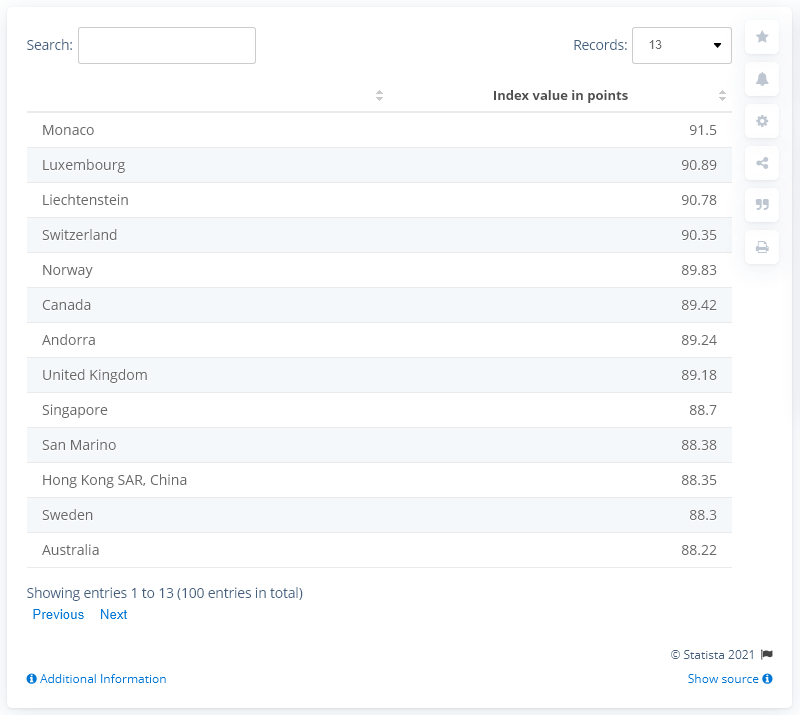 Search:
Records: 13
Index value in points
Monaco 91.5
Luxembourg 90.89
Liechtenstein 90.78
Switzerland 90.35
Norway 89.83
Canada 89.42
Andorra 89.24
United Kingdom 89.18
Singapore 88.7
San Marino 88.38
Hong Kong SAR, China 88.35
Sweden 88.3
Australia 88.22
Showing entries 1 to 13 (100 entries in total)
Previous Next
© Statista 2021
Additional Information Show source